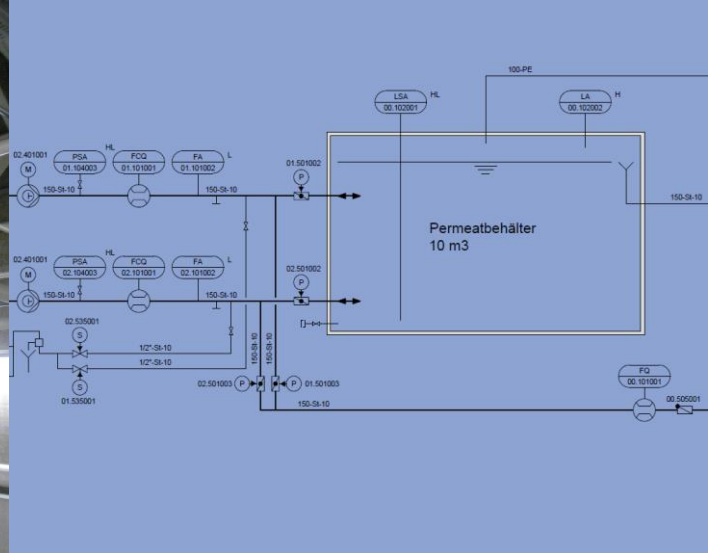 100-PE
LSA
HL
00.102001
LA
H
00.102002
02.401001
M
PSA
HL
01.104003
FCQ
01.101001
FA
L
01.101002
01.501002
P
150-St-10
150-St-10
150-St-10
Permeatbehälter
10 m3
02.401001
M
PSA
HL
02.104003
FCQ
02.101001
FA
L
02.101002
02.501002
P
150-St-10
150-St-10
02.535001
S
1/2"-St-10
1/2"-St-10
S
01.535001
150-St-10
150-St-10
02.501003
P
P
01.501003
150-St-10
FQ
00.101001
00.505001